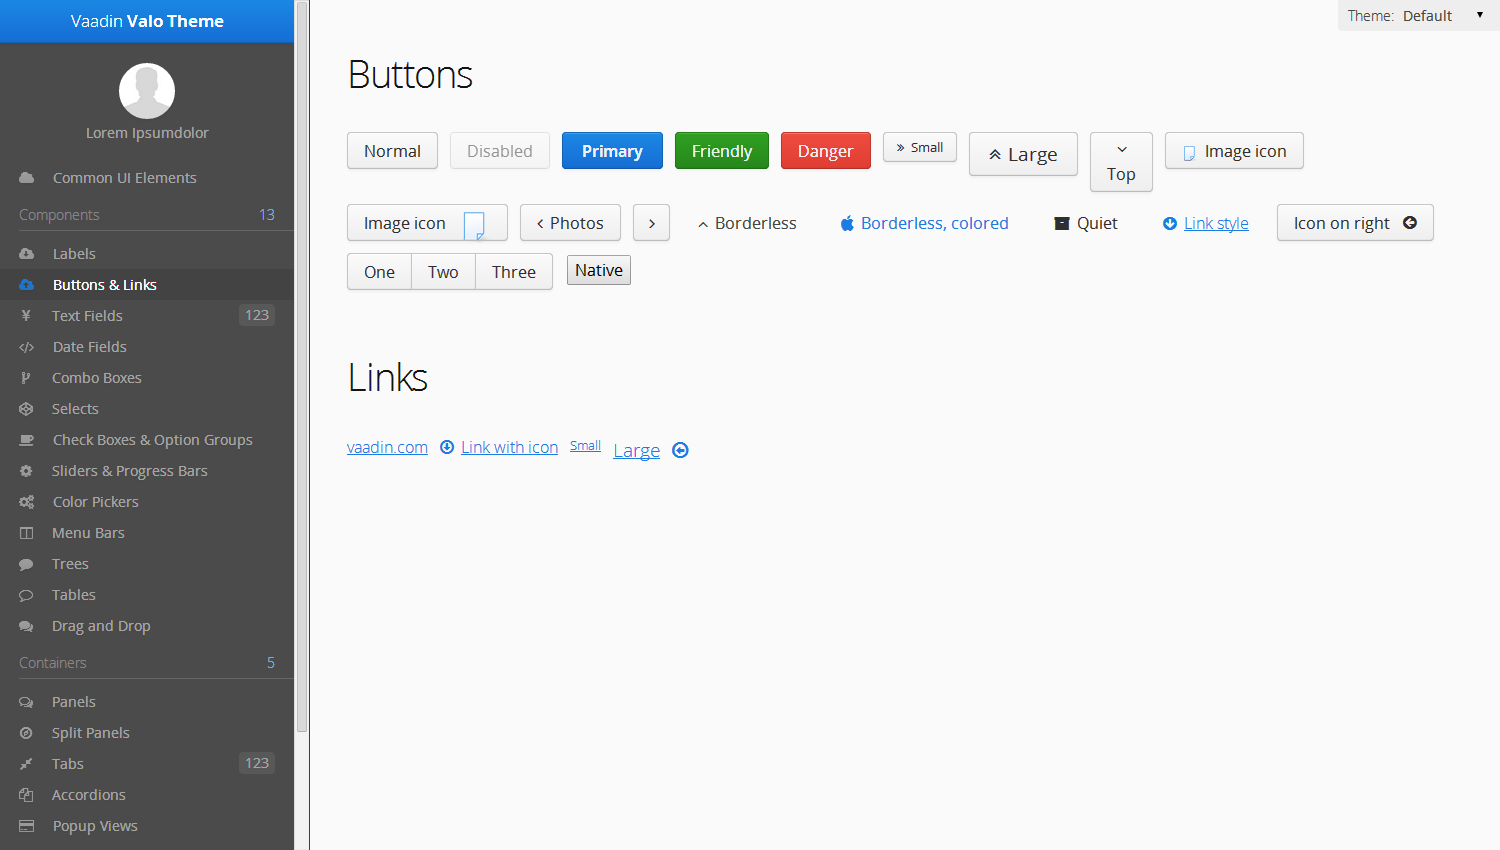 Vaadin Valo Theme
Lorem Ipsumdolor
Common UI Elements
Components 13
Labels
Buttons & Links
Text Fields 123
Date Fields
Combo Boxes
Selects
Check Boxes & Option Groups
Sliders & Progress Bars
Color Pickers
Menu Bars
Trees
Tables
Drag and Drop
Containers 5
Panels
Split Panels
Tabs 123
Accordions
Popup Views
Theme: Default
Buttons
Normal Disabled Primary Friendly Danger Small Large Top Image icon
Image icon Photos Borderless Borderless, colored Quiet Link style Icon on right
One Two Three Native
Links
vaadin.com Link with icon Small Large